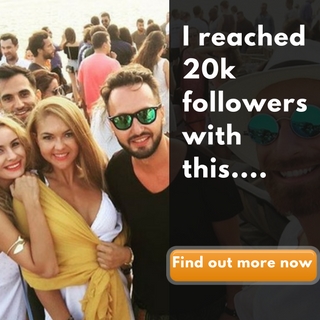 I reached
20k
followers
with
this....
Find out more now